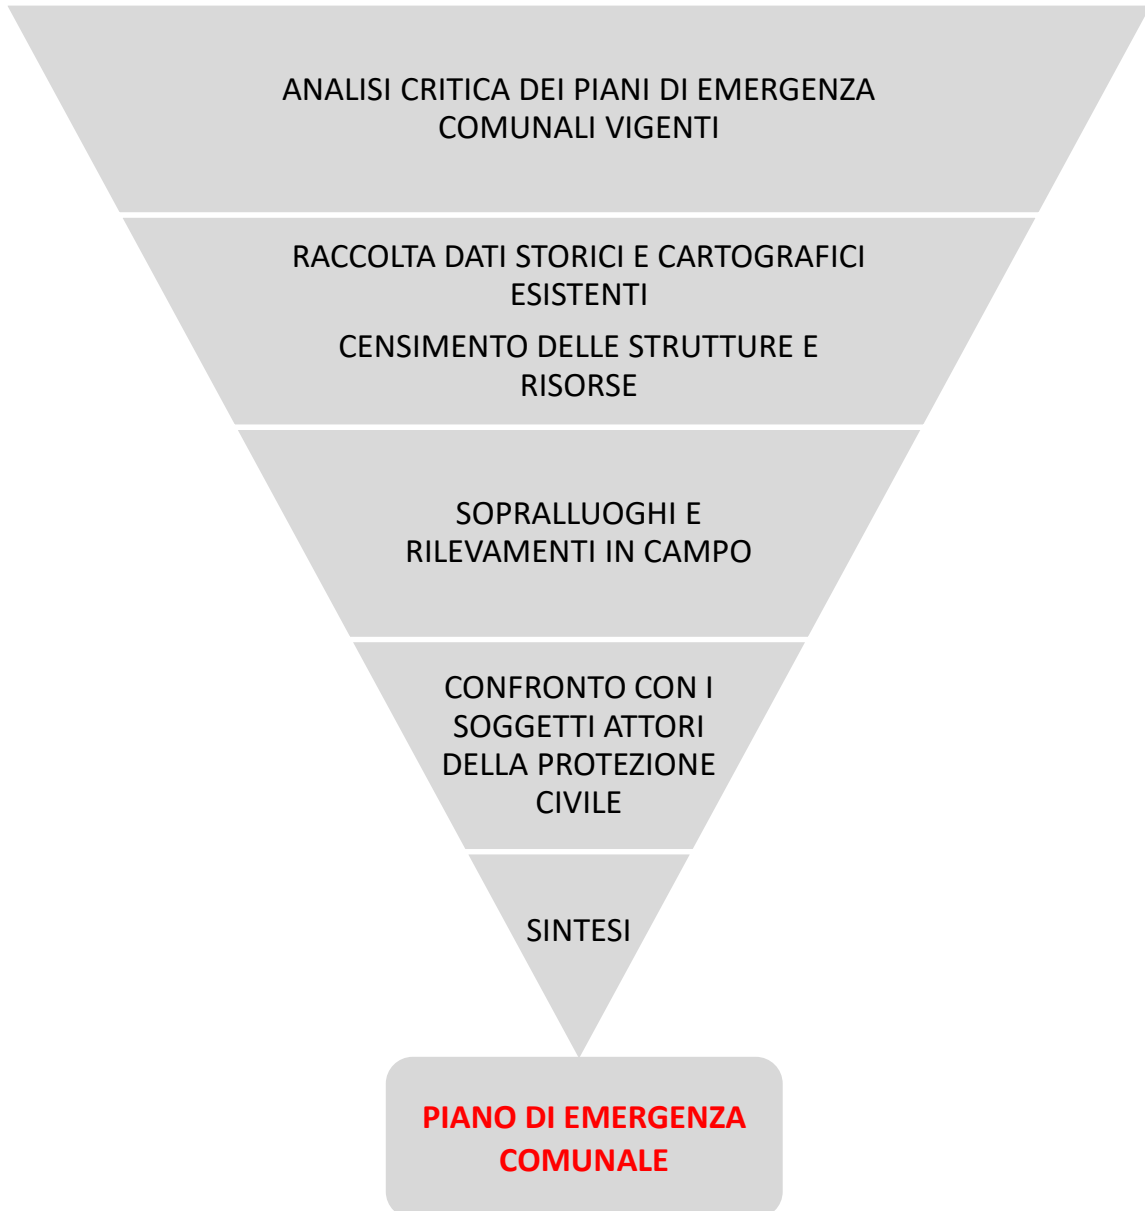 ANALISI CRITICA DEI PIANI DI EMERGENZA
COMUNALI VIGENTI
RACCOLTA DATI STORICI E CARTOGRAFICI
ESISTENTI
CENSIMENTO DELLE STRUTTURE E
RISORSE
SOPRALLUOGHI E
RILEVAMENTI IN CAMPO
CONFRONTO CON I
SOGGETTI ATTORI
DELLA PROTEZIONE
CIVILE
SINTESI
PIANO DI EMERGENZA
COMUNALE